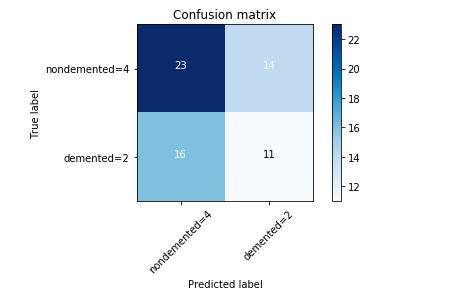 Confusion matrix
nondemented=4
demented=2
True label
23
14
16
11
nondemented=4
demented=2
Predicted label
22
20
18
16
14
12